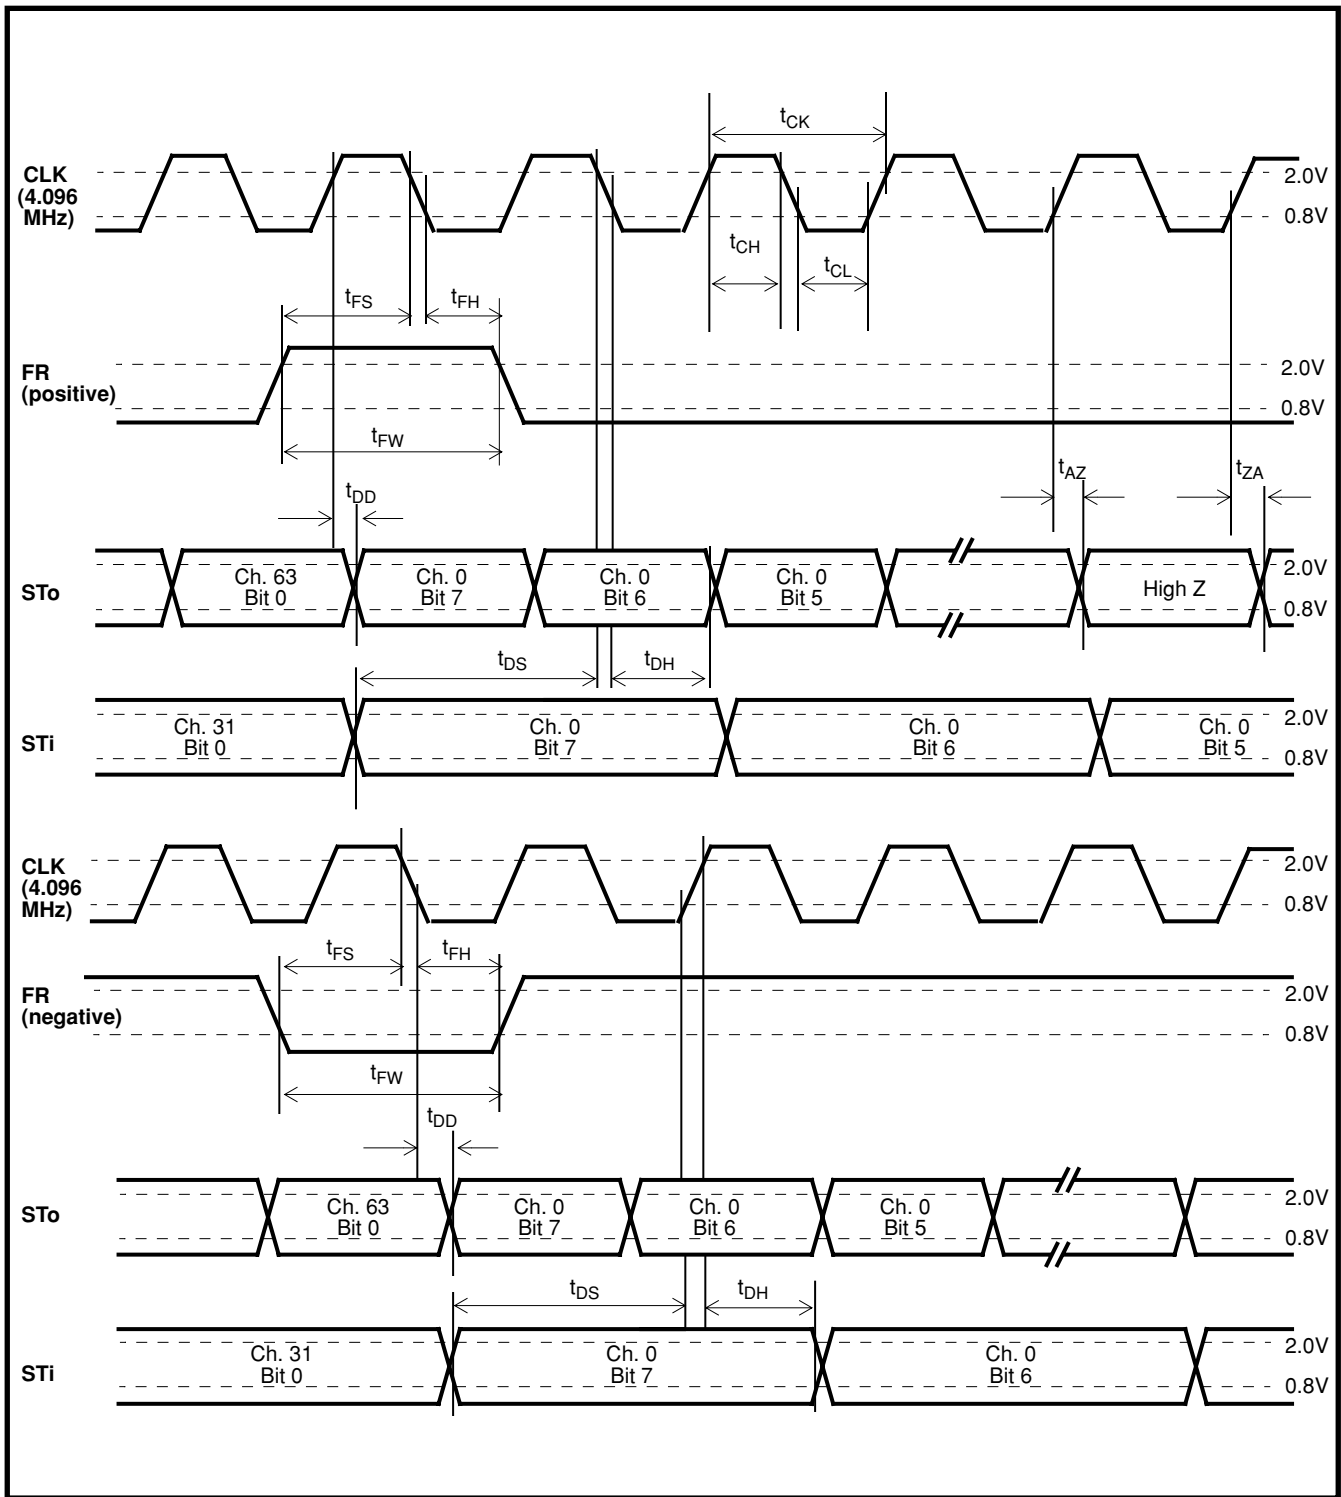 tCK
CLK
(4.096
MHz)
2.0V
0.8V
tCH
tCL
tFS
tFH
FR
(positive)
2.0V
0.8V
tFW
tAZ
tZA
tDD
STo
Ch. 63
Bit 0
Ch. 0
Bit 7
Ch. 0
Bit 6
Ch. 0
Bit 5
High Z
2.0V
0.8V
tDS
tDH
STi
Ch. 31
Bit 0
Ch. 0
Bit 7
Ch. 0
Bit 6
Ch. 0
Bit 5
2.0V
0.8V
CLK
(4.096
MHz)
2.0V
0.8V
tFS
tFH
FR
(negative)
2.0V
0.8V
tFW
tDD
STo
Ch. 63
Bit 0
Ch. 0
Bit 7
Ch. 0
Bit 6
Ch. 0
Bit 5
2.0V
0.8V
tDS
tDH
STi
Ch. 31
Bit 0
Ch. 0
Bit 7
Ch. 0
Bit 6
2.0V
0.8V